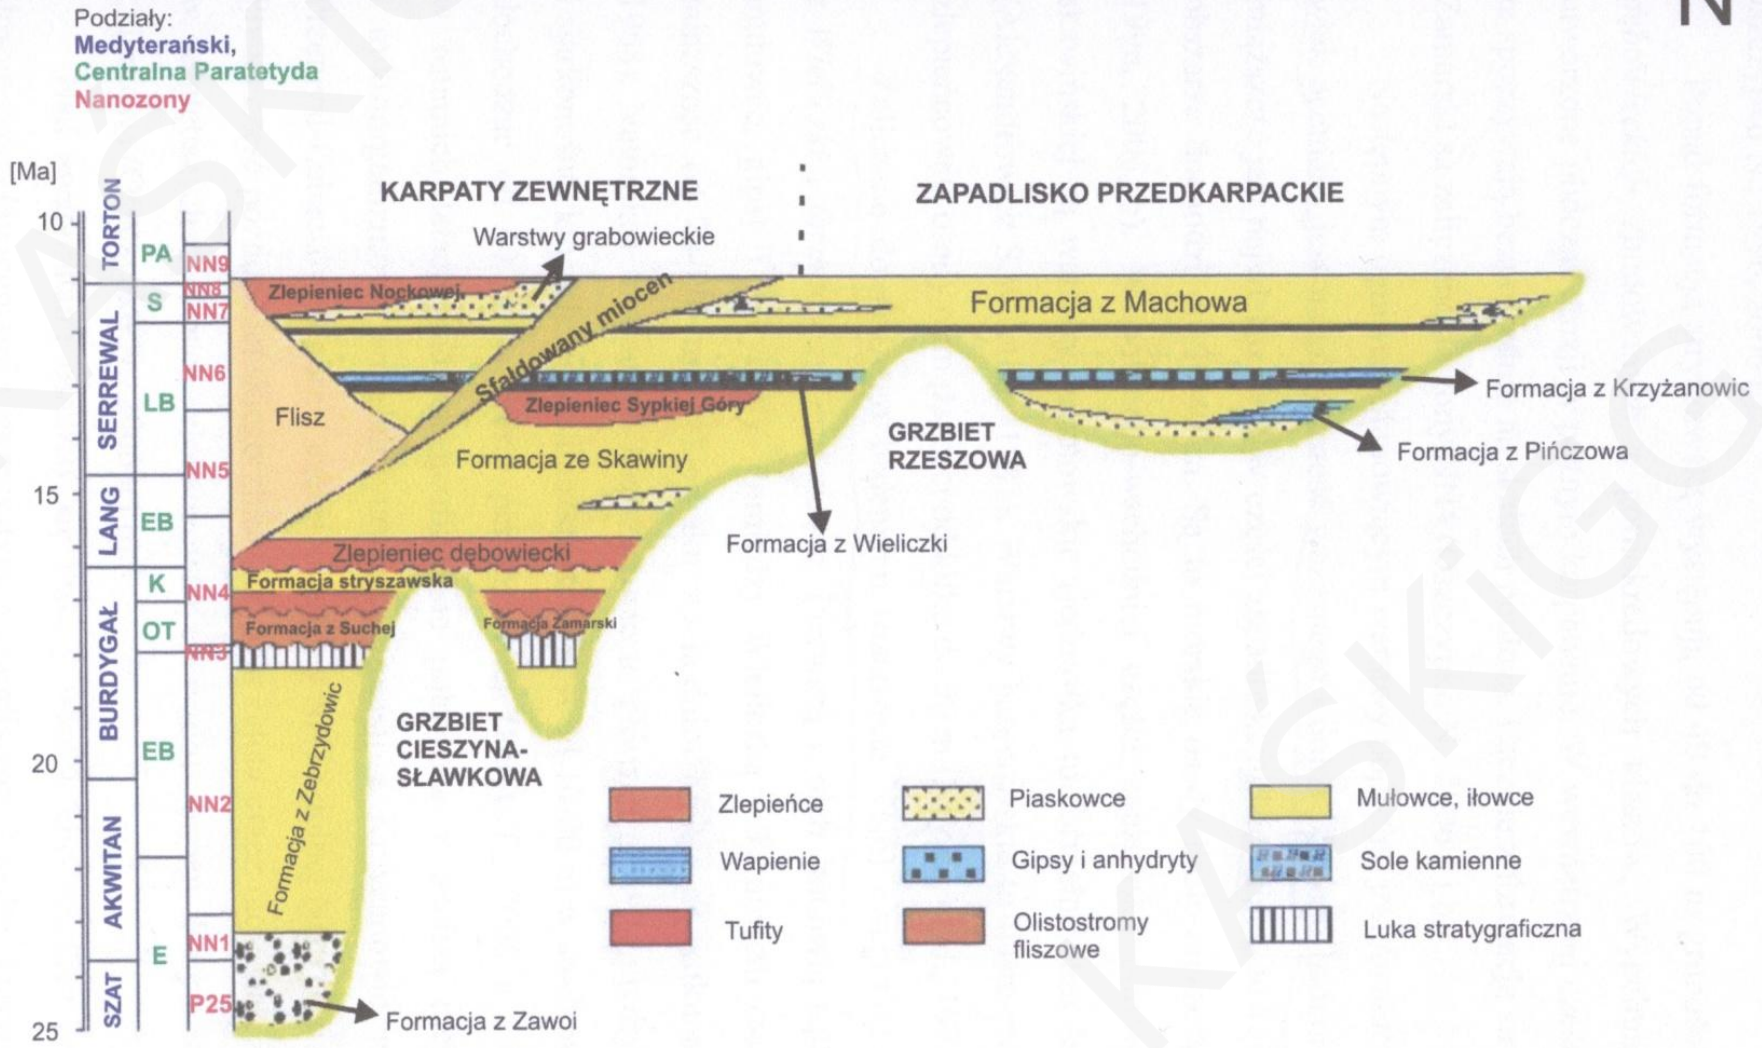 N
Podziały:
Medyterański,
Centralna Paratetyda
Nanozony
[Ma]
10
15
20
25
TORTON
SERREWAL
LANG
BURDYGAŁ
AKWITAN
SZAT
PA
S
LB
EB
K
OT
EB
E
NN9
NN8
NN7
NN6
NN5
NN4
NN3
NN2
NN1
P25
KARPATY ZEWNĘTRZNE
ZAPADLISKO PRZEDKARPACKIE
Warstwy grabowieckie
Zlepieniec Nockowej
Sfałdowany miocen
Formacja z Machowa
Flisz
Zlepieniec Sypkiej Góry
Formacja z Krzyżanowic
GRZBIET
RZESZOWA
Formacja z Pińczowa
Formacja ze Skawiny
Formacja z Wieliczki
Zlepieniec dębowiecki
Formacja stryszawska
Formacja z Suchej
Formacja Zamarski
Formacja z Zebrzydowic
GRZBIET
CIESZYNA-
SŁAWKOWA
Formacja z Zawoi
Zlepieńce
Piaskowce
Mułowce, iłowce
Wapienie
Gipsy i anhydryty
Sole kamienne
Tufity
Olistostromy
fliszowe
Luka stratygraficzna
KAŚKiGG